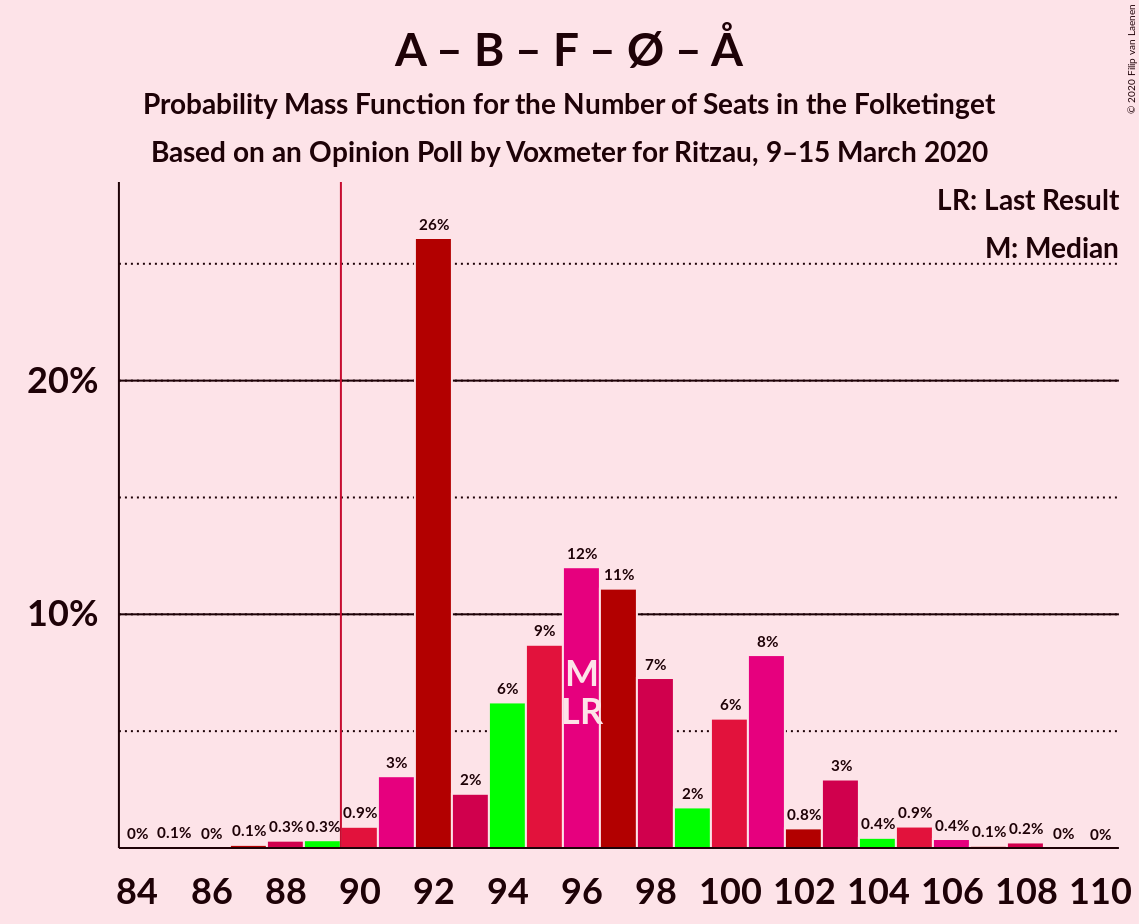 A – B – F – Ø – Å
Probability Mass Function for the Number of Seats in the Folketinget
Based on an Opinion Poll by Voxmeter for Ritzau, 9–15 March 2020
© 2020 Filip van Laenen
LR: Last Result
M: Median
20%
10%
0% 0.1% 0% 0.1% 0.3% 0.3% 0.9% 3% 26% 2% 6% 9% 12% 11% 7% 2% 6% 8% 0.8% 3% 0.4% 0.9% 0.4% 0.1% 0.2% 0% 0%
M
LR
84 86 88 90 92 94 96 98 100 102 104 106 108 110